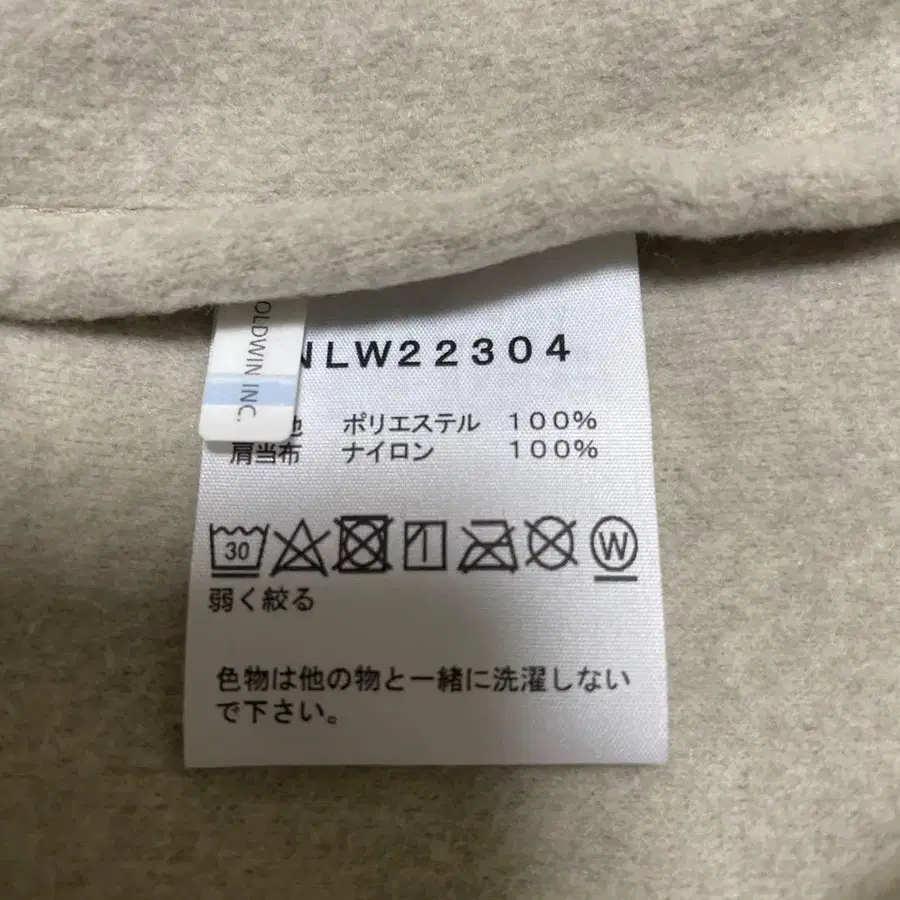 OLDWIN INC.
NLW22304
地 ポリエステル 100%
肩当布 ナイロン 100%
30
W
弱く絞る
色物は他の物と一緒に洗濯しない
で下さい。